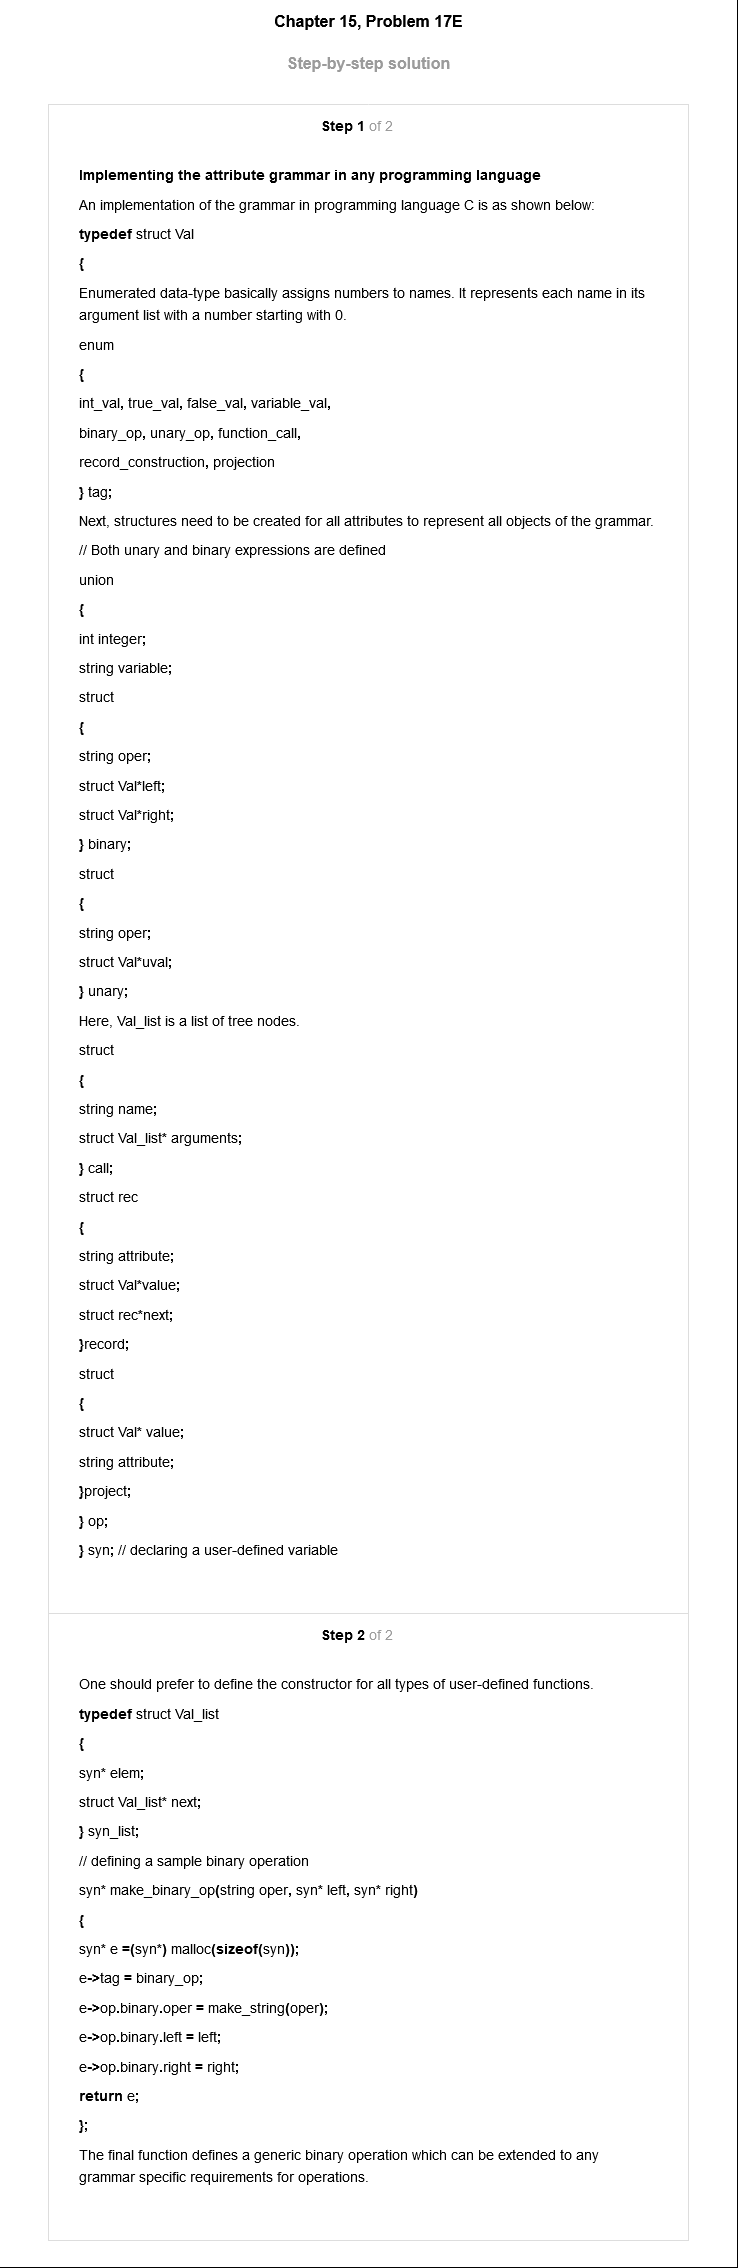 Chapter 15, Problem 17E
Step-by-step solution
Step 1 of 2
Implementing the attribute grammar in any programming language
An implementation of the grammar in programming language C is as shown below:
typedef struct Val
{
Enumerated data-type basically assigns numbers to names. It represents each name in its
argument list with a number starting with 0.
enum
{
int_val, true_val, false_val, variable_val,
binary_op, unary_op, function_call,
record_construction, projection
} tag;
Next, structures need to be created for all attributes to represent all objects of the grammar.
// Both unary and binary expressions are defined
union
{
int integer;
string variable;
struct
{
string oper;
struct Val*left;
struct Val*right;
} binary;
struct
{
string oper;
struct Val*uval;
} unary;
Here, Val_list is a list of tree nodes.
struct
{
string name;
struct Val_list* arguments;
} call;
struct rec
{
string attribute;
struct Val*value;
struct rec*next;
}record;
struct
{
struct Val* value;
string attribute;
}project;
} op;
} syn; // declaring a user-defined variable
Step 2 of 2
One should prefer to define the constructor for all types of user-defined functions.
typedef struct Val_list
{
syn* elem;
struct Val_list* next;
} syn_list;
// defining a sample binary operation
syn* make_binary_op(string oper, syn* left, syn* right)
{
syn* e =(syn*) malloc(sizeof(syn));
e->tag = binary_op;
e->op.binary.oper = make_string(oper);
e->op.binary.left = left;
e->op.binary.right = right;
return e;
};
The final function defines a generic binary operation which can be extended to any
grammar specific requirements for operations.